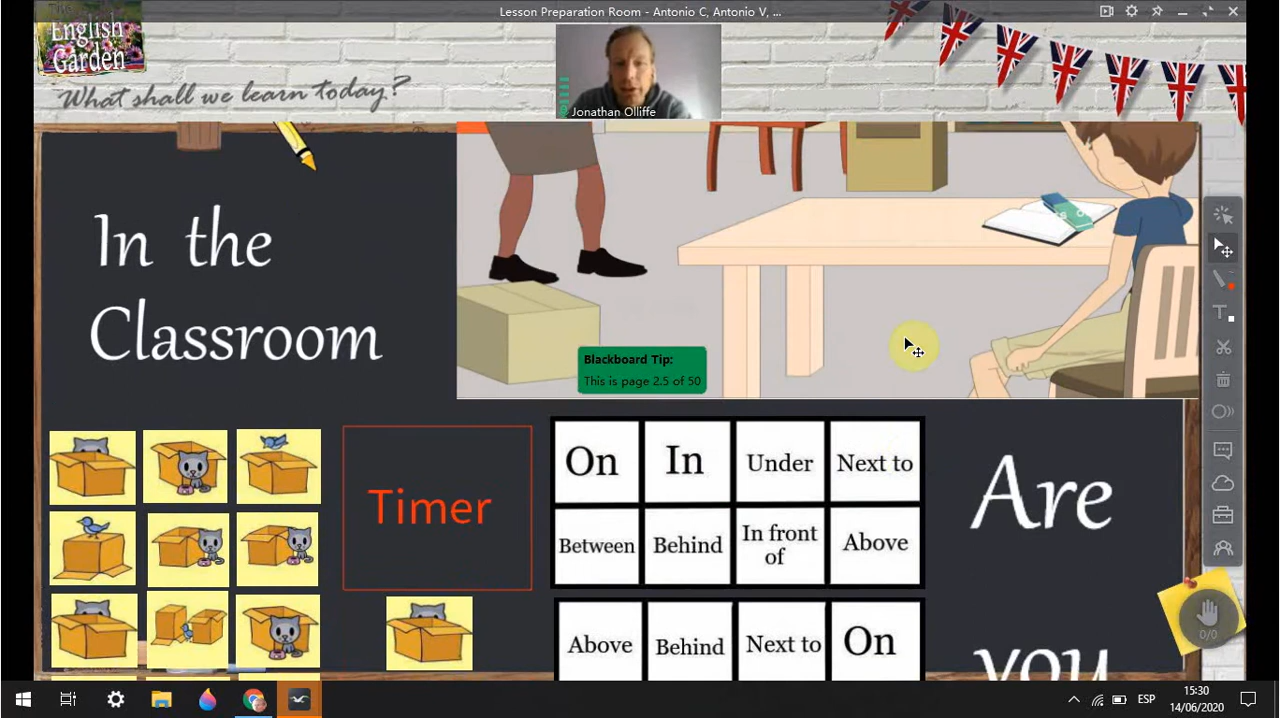 Lesson Preparation Room - Antonio C, Antonio V, ...
English
Garden
What shall we learn today?
Jonathan Olliffe
In the
Classroom
Blackboard Tip:
This is page 2.5 of 50
Timer
On In Under Next to
Between Behind In front of Above
Above Behind Next to On
Are
you
0/0
ESP
15:30
14/06/2020